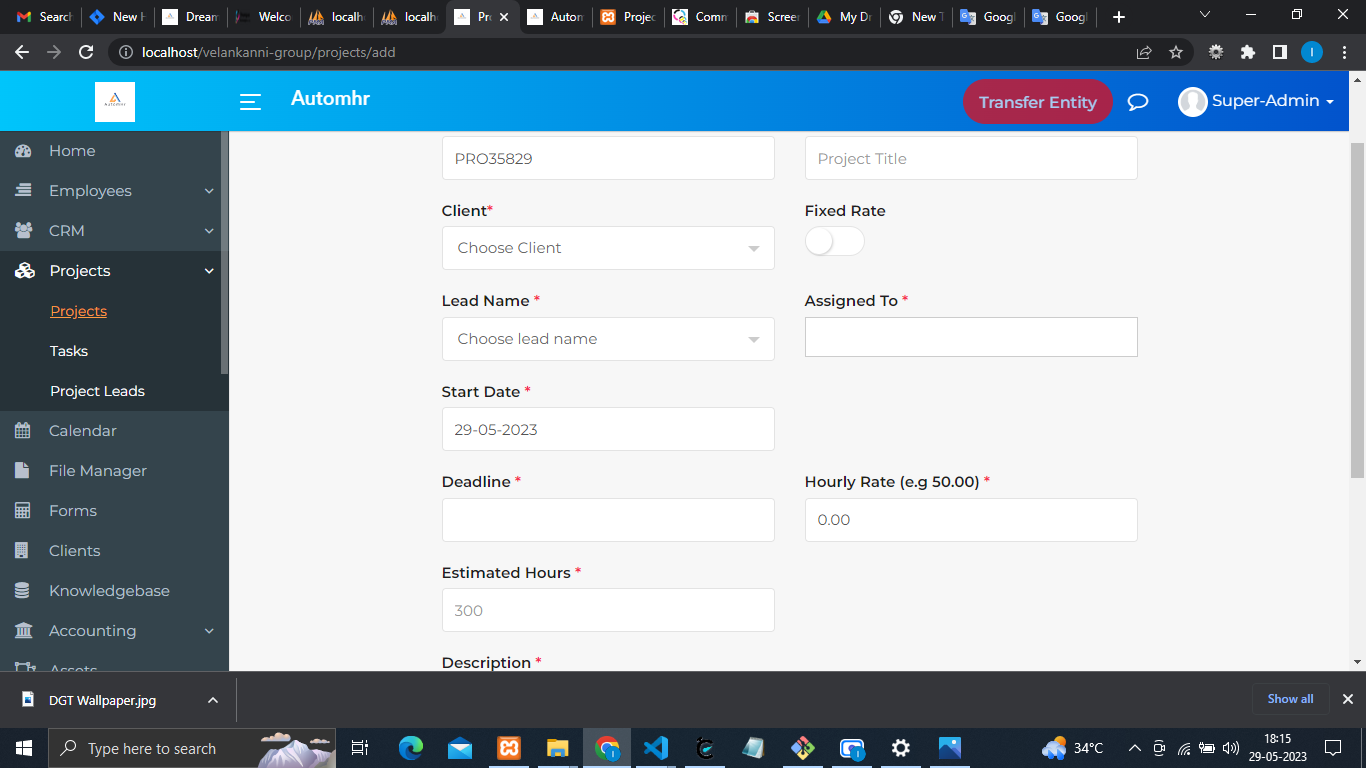 Search
New H
Dream
Welco
localh
localh
Pro
Autom
Projec
Comm
Screen
My Dr
New T
Googl
Googl
localhost/velankanni-group/projects/add
Automhr
Transfer Entity
Super-Admin
Home
Employees
CRM
Projects
Projects
Tasks
Project Leads
Calendar
File Manager
Forms
Clients
Knowledgebase
Accounting
Assets
PRO35829
Project Title
Client*
Fixed Rate
Choose Client
Lead Name *
Assigned To *
Choose lead name
Start Date *
29-05-2023
Deadline *
Hourly Rate (e.g 50.00) *
0.00
Estimated Hours *
300
Description *
DGT Wallpaper.jpg
Show all
Type here to search
34°C
18:15
29-05-2023